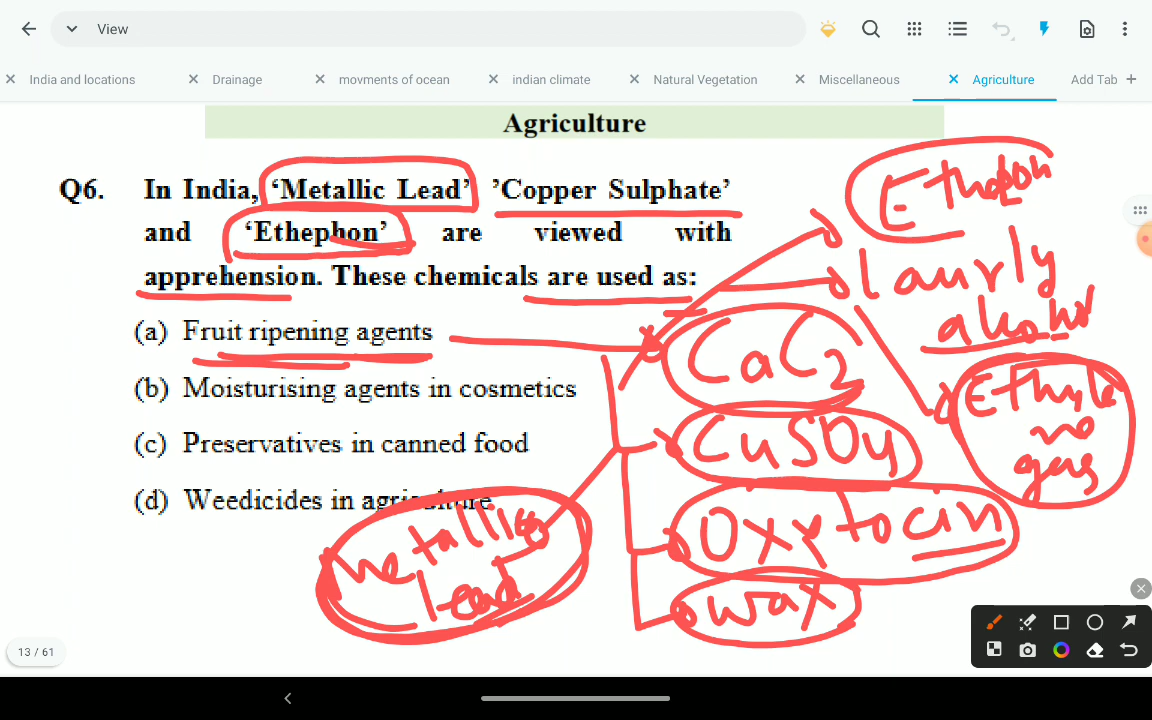 View
India and locations
Drainage
movments of ocean
indian climate
Natural Vegetation
Miscellaneous
Agriculture
Add Tab +
Agriculture
Q6. In India, ‘Metallic Lead’ ’Copper Sulphate’
and ‘Ethephon’ are viewed with
apprehension. These chemicals are used as:
(a) Fruit ripening agents
(b) Moisturising agents in cosmetics
(c) Preservatives in canned food
(d) Weedicides in agriculture
laurly
CaC2
CuSO4
Oxytocin
wax
metallic
lead
gas
13 / 61